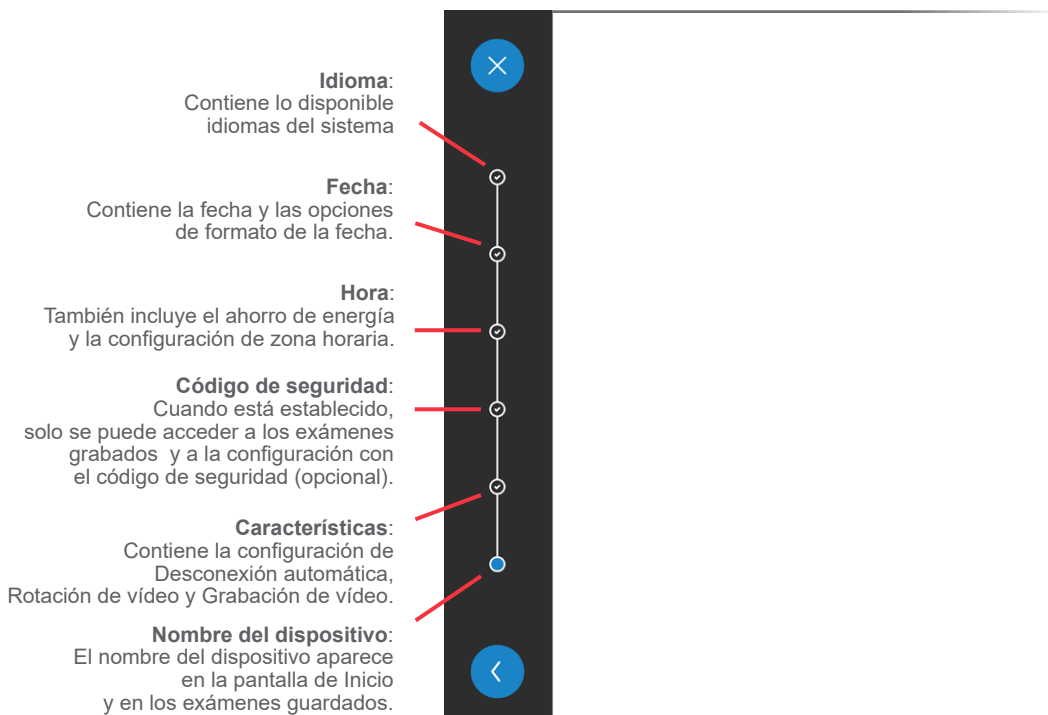 Idioma:
Contiene lo disponible
idiomas del sistema
Fecha:
Contiene la fecha y las opciones
de formato de la fecha.
Hora:
También incluye el ahorro de energía
y la configuración de zona horaria.
Código de seguridad:
Cuando está establecido,
solo se puede acceder a los exámenes
grabados  y a la configuración con
el código de seguridad (opcional).
Características:
Contiene la configuración de
Desconexión automática,
Rotación de vídeo y Grabación de vídeo.
Nombre del dispositivo:
El nombre del dispositivo aparece
en la pantalla de Inicio
y en los exámenes guardados.